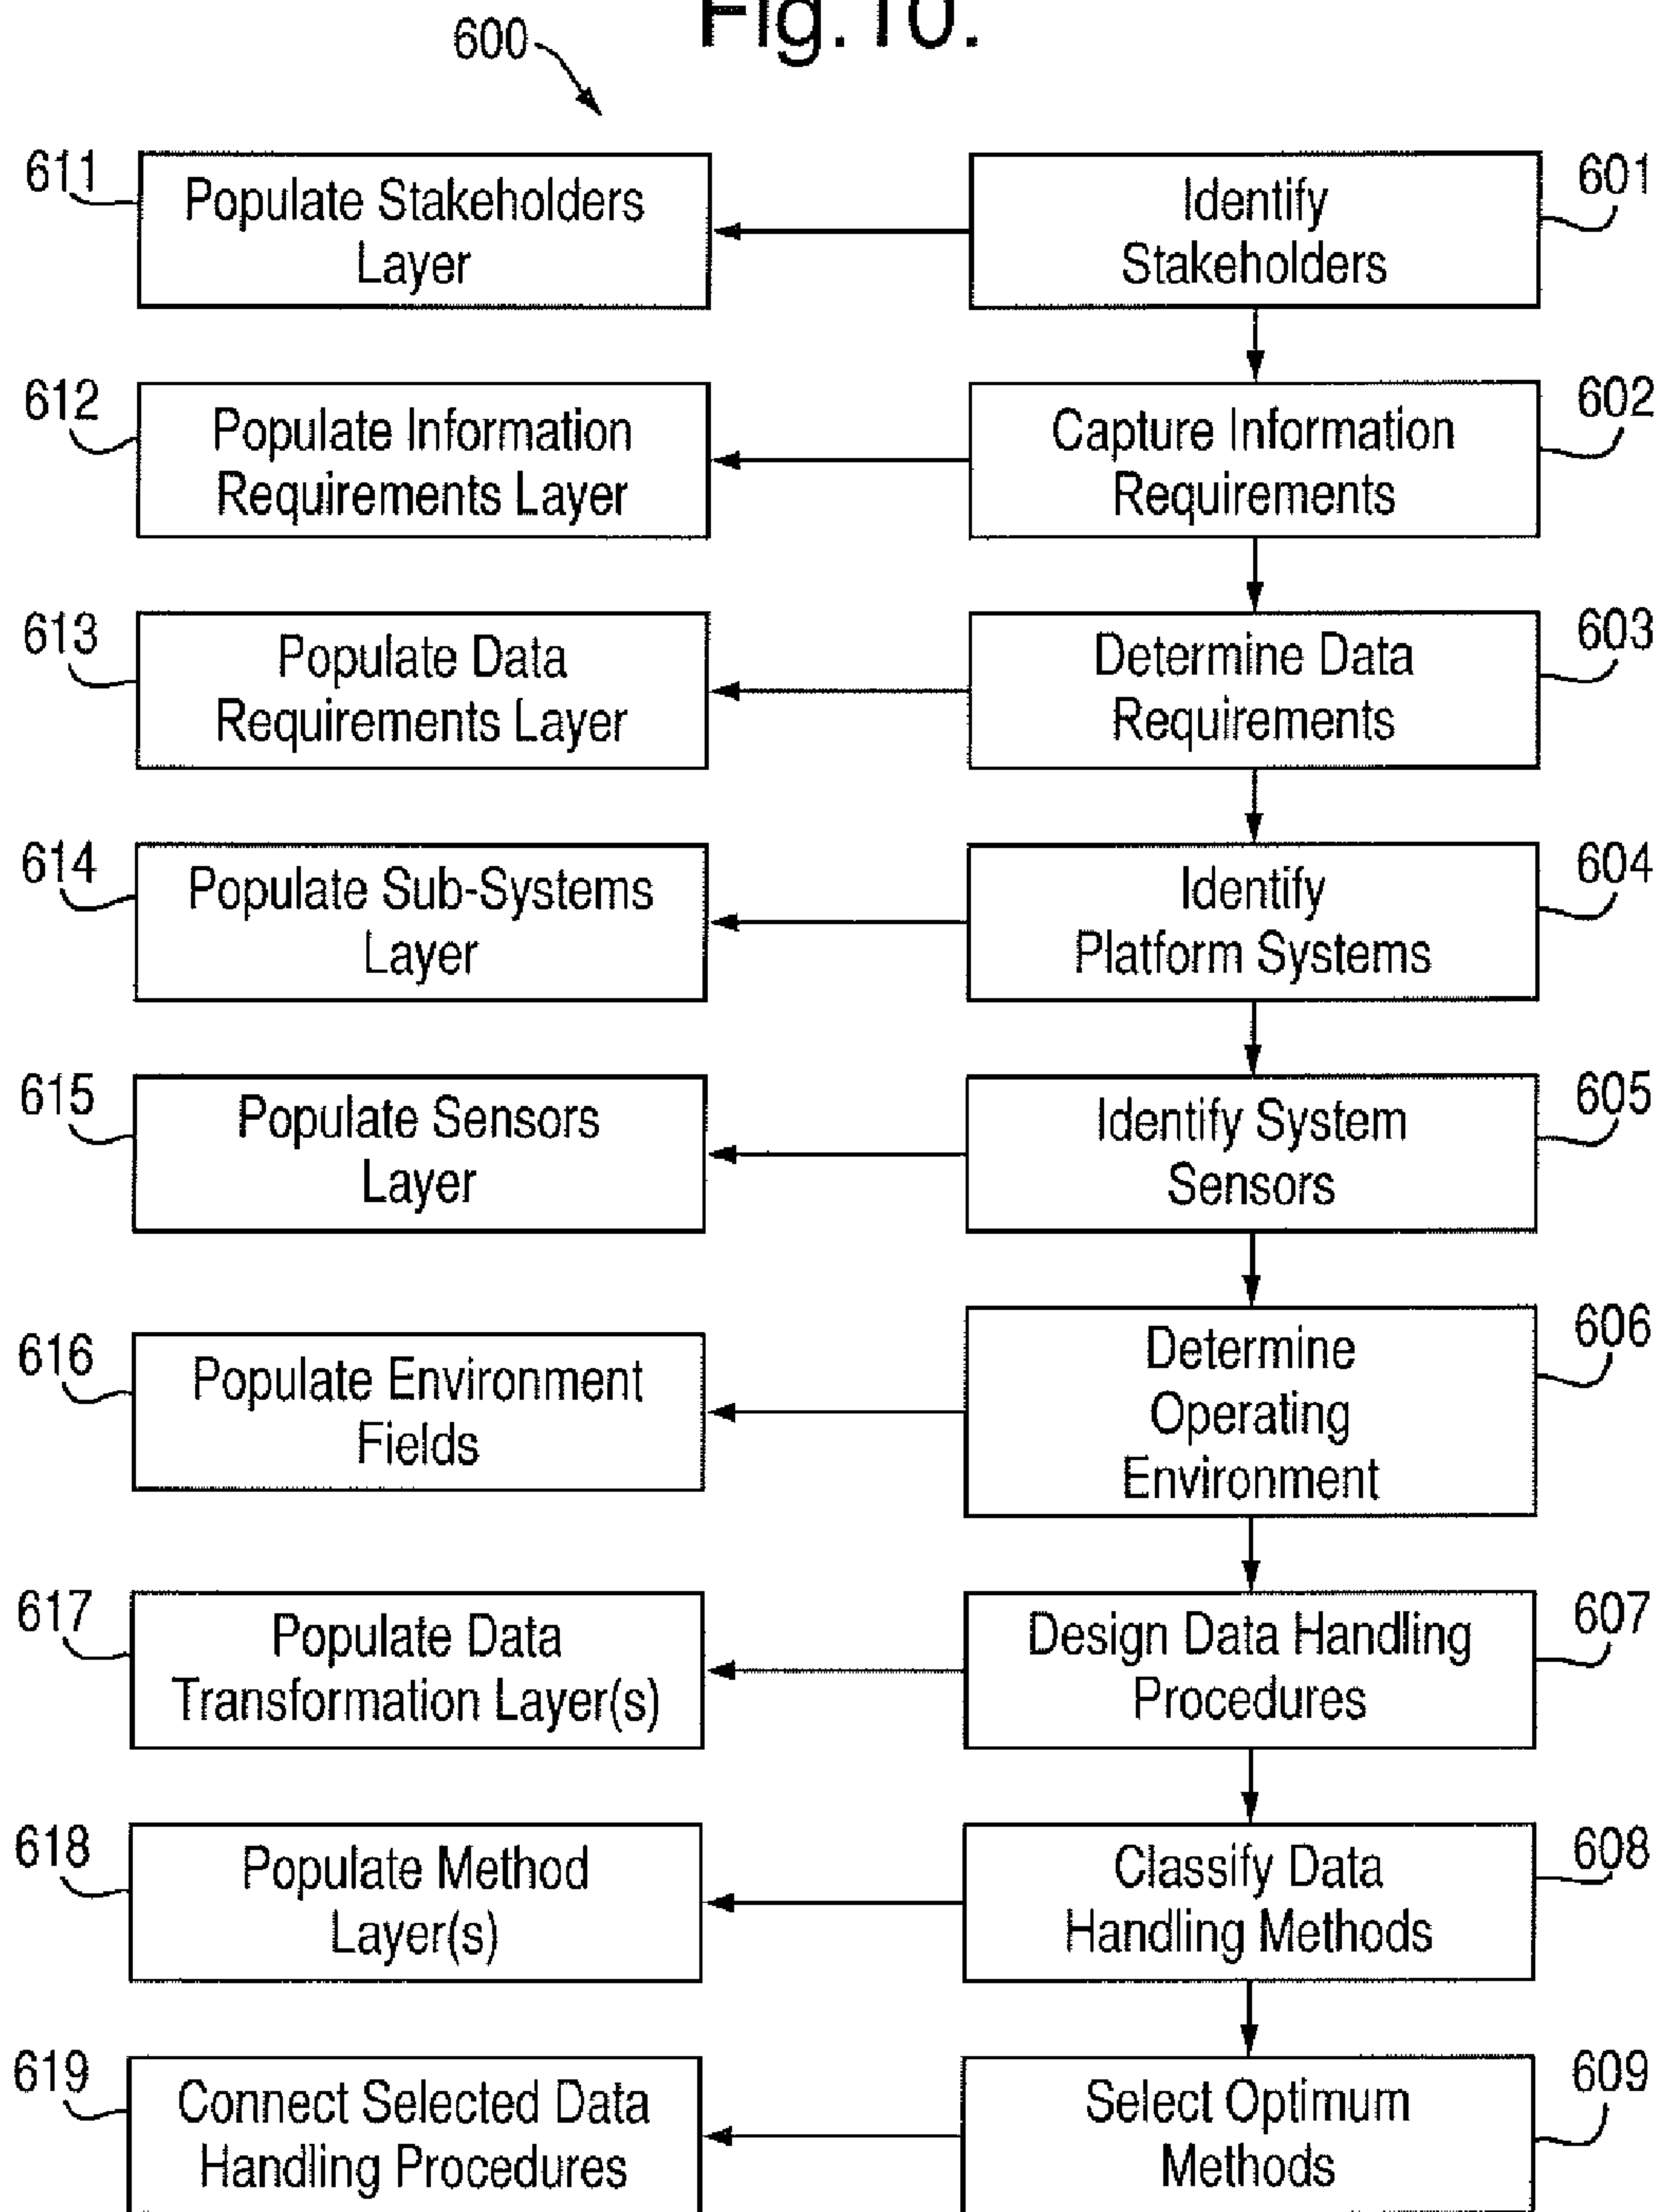 Fig.10.
600
611
Populate Stakeholders
Layer
Identify
Stakeholders
601
612
Populate Information
Requirements Layer
Capture Information
Requirements
602
613
Populate Data
Requirements Layer
Determine Data
Requirements
603
614
Populate Sub-Systems
Layer
Identify
Platform Systems
604
615
Populate Sensors
Layer
Identify System
Sensors
605
616
Populate Environment
Fields
Determine
Operating
Environment
606
617
Populate Data
Transformation Layer(s)
Design Data Handling
Procedures
607
618
Populate Method
Layer(s)
Classify Data
Handling Methods
608
619
Connect Selected Data
Handling Procedures
Select Optimum
Methods
609